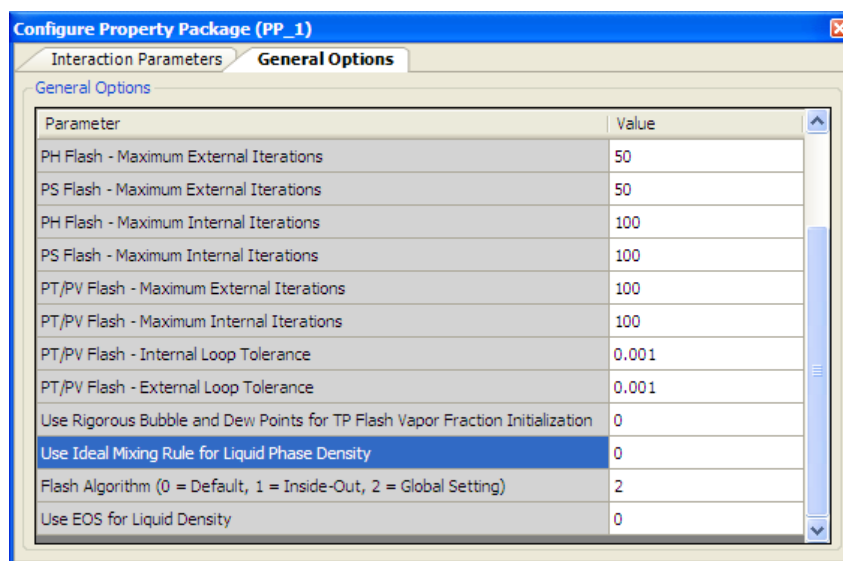 Configure Property Package (PP_1)
Interaction Parameters General Options
General Options
Parameter Value
PH Flash - Maximum External Iterations 50
PS Flash - Maximum External Iterations 50
PH Flash - Maximum Internal Iterations 100
PS Flash - Maximum Internal Iterations 100
PT/PV Flash - Maximum External Iterations 100
PT/PV Flash - Maximum Internal Iterations 100
PT/PV Flash - Internal Loop Tolerance 0.001
PT/PV Flash - External Loop Tolerance 0.001
Use Rigorous Bubble and Dew Points for TP Flash Vapor Fraction Initialization 0
Use Ideal Mixing Rule for Liquid Phase Density 0
Flash Algorithm (0 = Default, 1 = Inside-Out, 2 = Global Setting) 2
Use EOS for Liquid Density 0